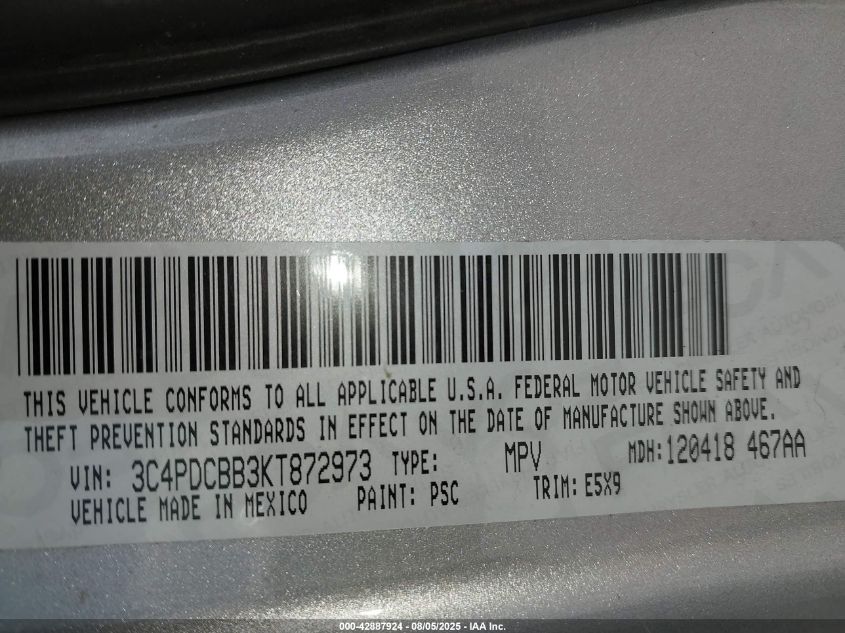 THIS VEHICLE CONFORMS TO ALL APPLICABLE U.S.A. FEDERAL MOTOR VEHICLE SAFETY AND
THEFT PREVENTION STANDARDS IN EFFECT ON THE DATE OF MANUFACTURE SHOWN ABOVE.
VIN: 3C4PDCBB3KT872973 TYPE: MPV MDH:120418 467AA
VEHICLE MADE IN MEXICO PAINT: PSC TRIM:E5X9
000-42887924 - 08/05/2025 - IAA Inc.